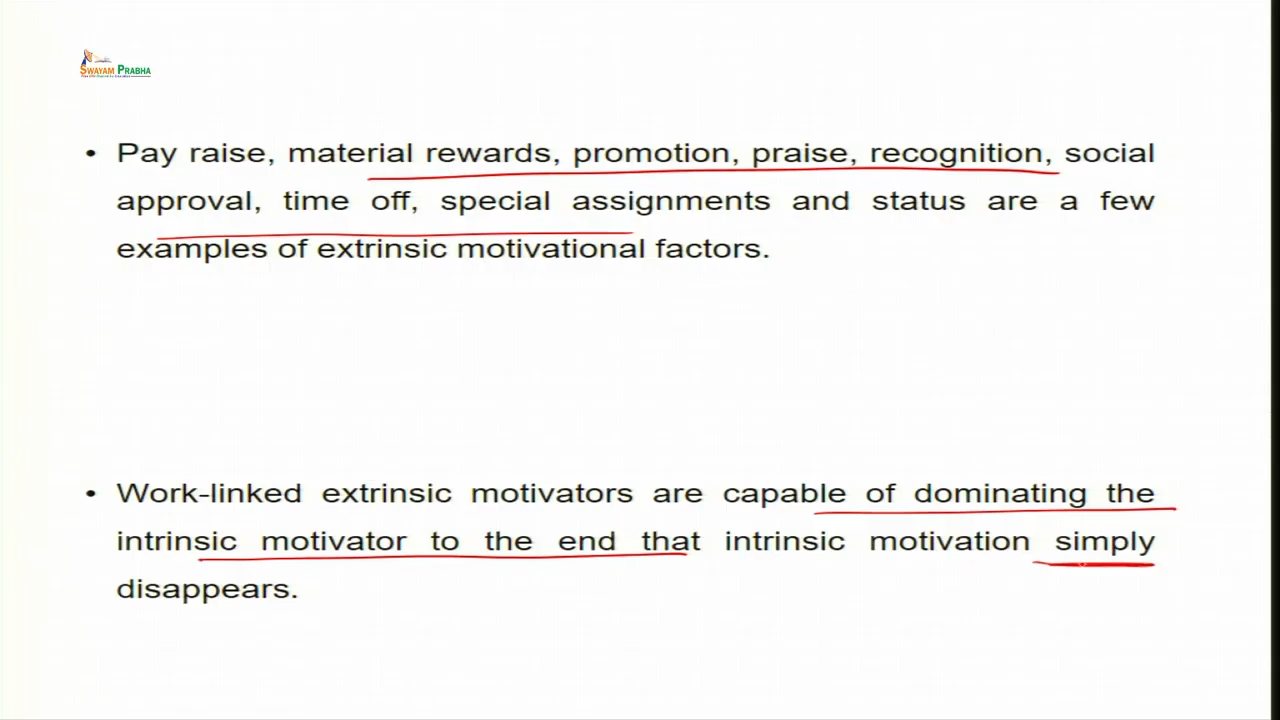 SWAYAM PRABHA
• Pay raise, material rewards, promotion, praise, recognition, social
approval, time off, special assignments and status are a few
examples of extrinsic motivational factors.
• Work-linked extrinsic motivators are capable of dominating the
intrinsic motivator to the end that intrinsic motivation simply
disappears.